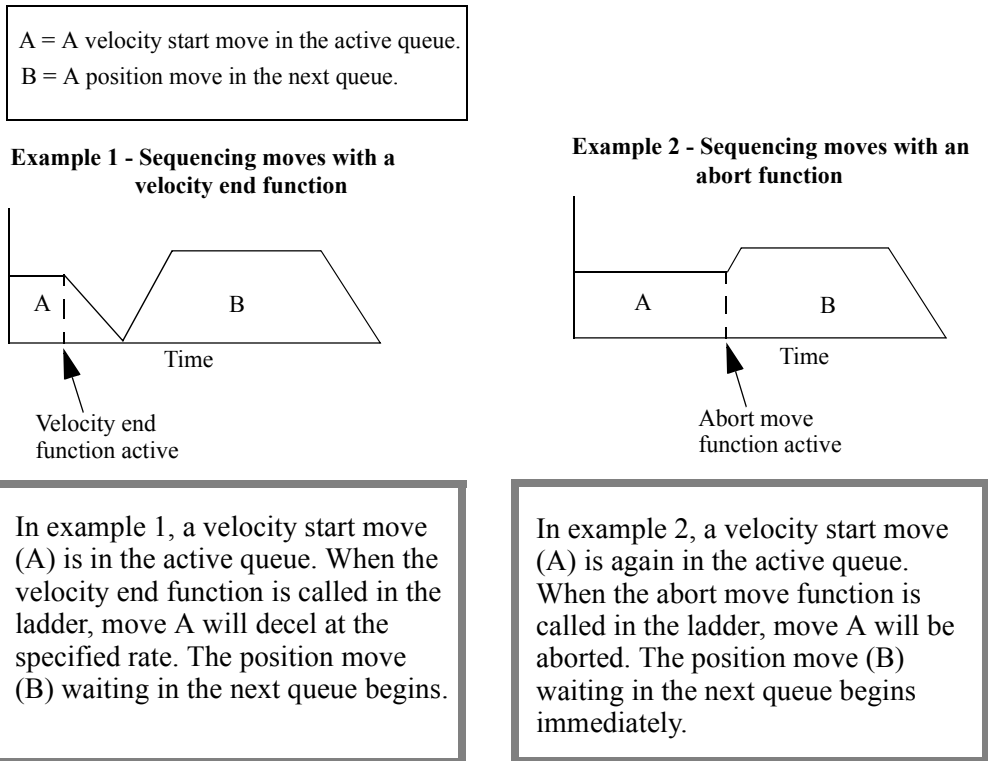 A = A velocity start move in the active queue.
B = A position move in the next queue.
Example 1 - Sequencing moves with a
velocity end function
A
B
Time
Velocity end
function active
In example 1, a velocity start move
(A) is in the active queue. When the
velocity end function is called in the
ladder, move A will decel at the
specified rate. The position move
(B) waiting in the next queue begins.
Example 2 - Sequencing moves with an
abort function
A
B
Time
Abort move
function active
In example 2, a velocity start move
(A) is again in the active queue.
When the abort move function is
called in the ladder, move A will be
aborted. The position move (B)
waiting in the next queue begins
immediately.